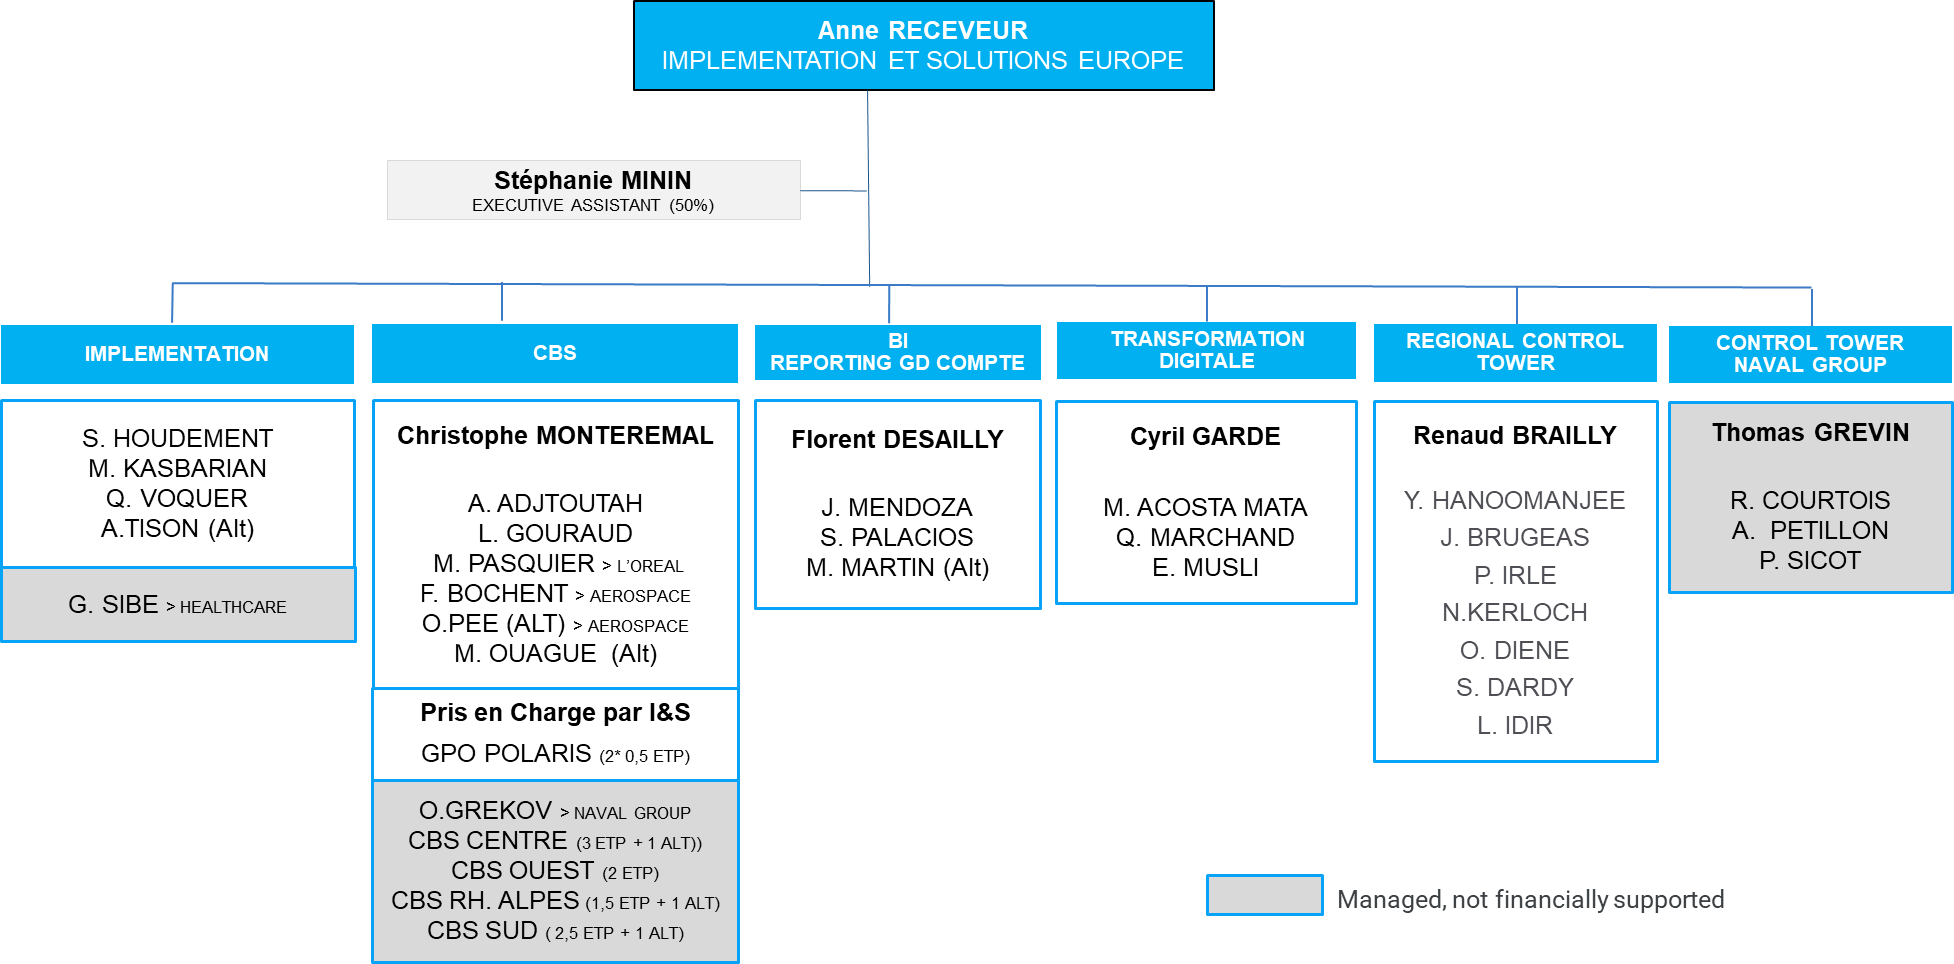 Anne RECEVEUR
IMPLEMENTATION ET SOLUTIONS EUROPE
Stéphanie MININ
EXECUTIVE ASSISTANT (50%)
IMPLEMENTATION
S. HOUDEMENT
M. KASBARIAN
Q. VOQUER
A.TISON (Alt)
G. SIBE > HEALTHCARE
CBS
Christophe MONTEREMAL
A. ADJTOUTAH
L. GOURAUD
M. PASQUIER > L'OREAL
F. BOCHENT > AEROSPACE
O.PEE (ALT) > AEROSPACE
M. OUAGUE (Alt)
Pris en Charge par I&S
GPO POLARIS (2* 0,5 ETP)
O.GREKOV > NAVAL GROUP
CBS CENTRE (3 ETP + 1 ALT))
CBS OUEST (2 ETP)
CBS RH. ALPES (1,5 ETP + 1 ALT)
CBS SUD ( 2,5 ETP + 1 ALT)
BI
REPORTING GD COMPTE
Florent DESAILLY
J. MENDOZA
S. PALACIOS
M. MARTIN (Alt)
TRANSFORMATION
DIGITALE
Cyril GARDE
M. ACOSTA MATA
Q. MARCHAND
E. MUSLI
REGIONAL CONTROL
TOWER
Renaud BRAILLY
Y. HANOOMANJEE
J. BRUGEAS
P. IRLE
N.KERLOCH
O. DIENE
S. DARDY
L. IDIR
CONTROL TOWER
NAVAL GROUP
Thomas GREVIN
R. COURTOIS
A. PETILLON
P. SICOT
Managed, not financially supported